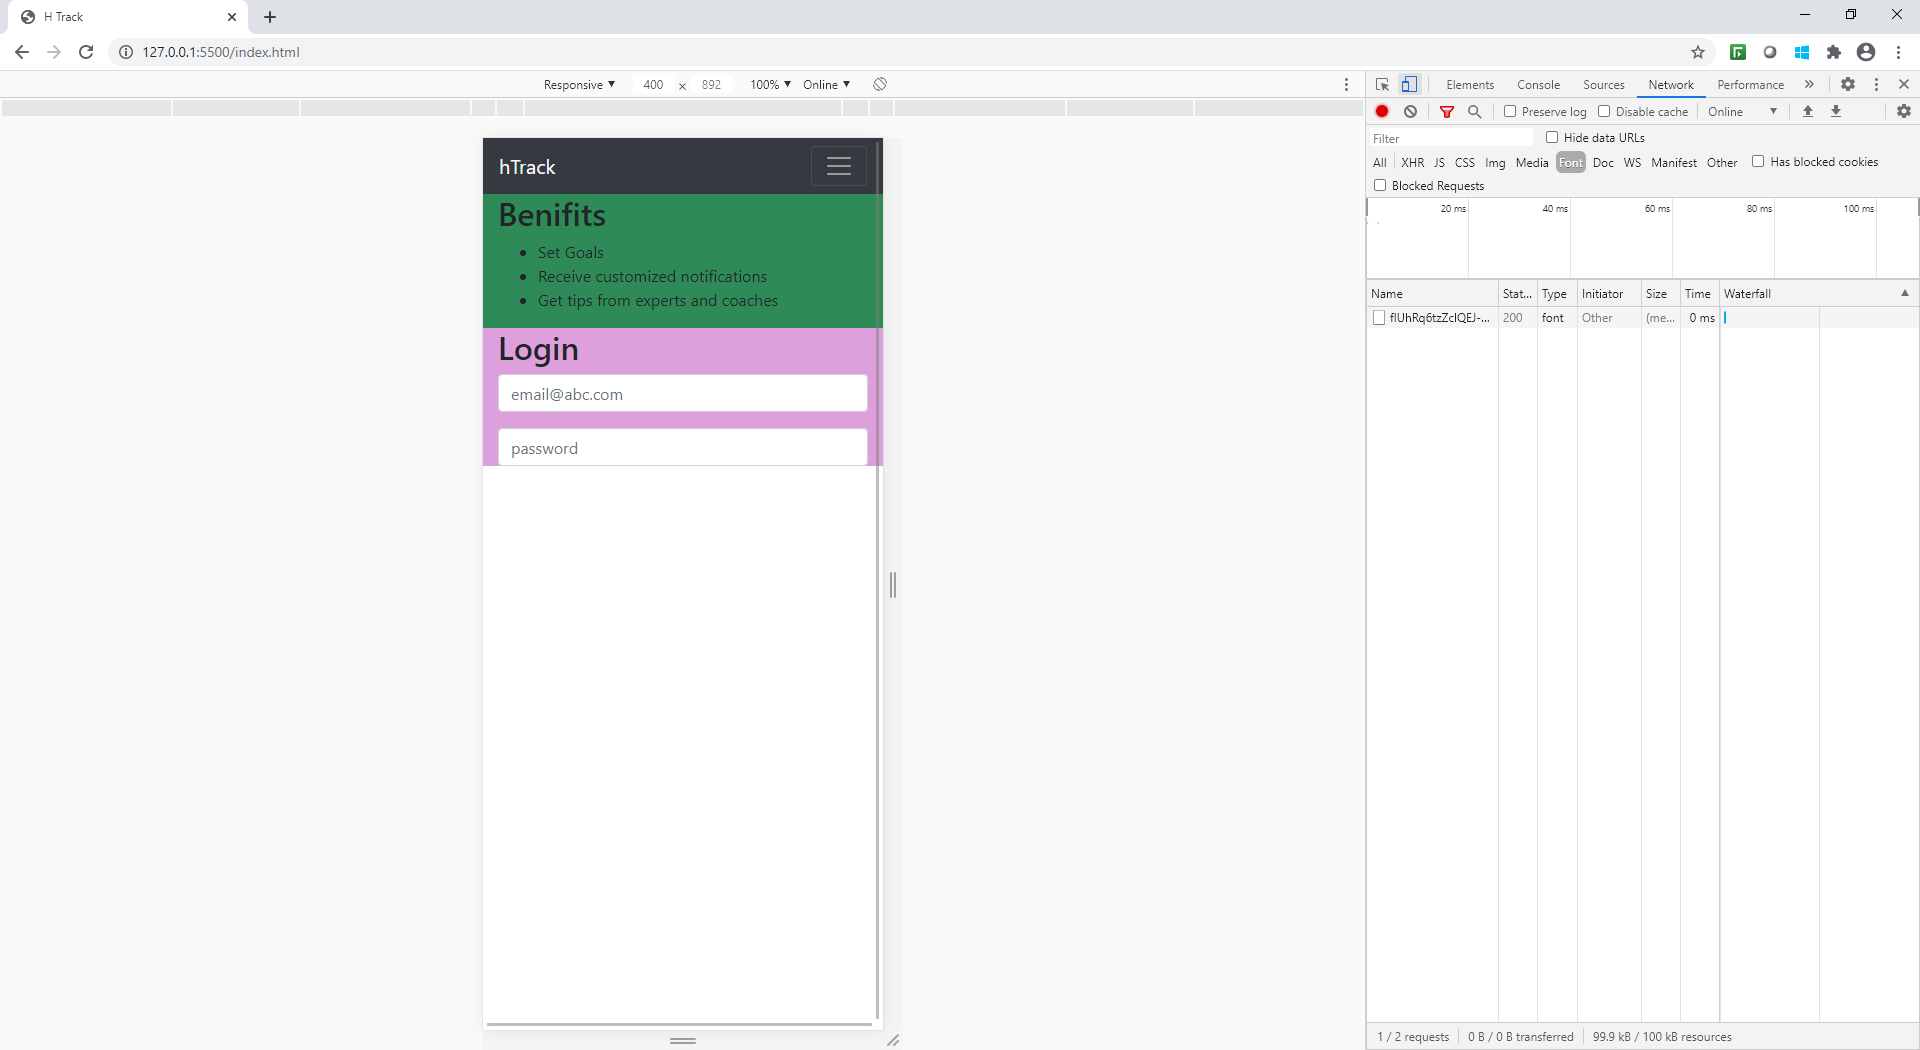 H Track
127.0.0.1:5500/index.html
Responsive 400 × 892 100% Online
Elements Console Sources Network Performance
Preserve log Disable cache Online
Filter Hide data URLs
All XHR JS CSS Img Media Font Doc WS Manifest Other Has blocked cookies
Blocked Requests
20 ms 40 ms 60 ms 80 ms 100 ms
Name Stat... Type Initiator Size Time Waterfall
flUhRq6tzZclQEJ-... 200 font Other (me... 0 ms
hTrack
Benifits
Set Goals
Receive customized notifications
Get tips from experts and coaches
Login
email@abc.com
password
1 / 2 requests 0 B / 0 B transferred 99.9 kB / 100 kB resources